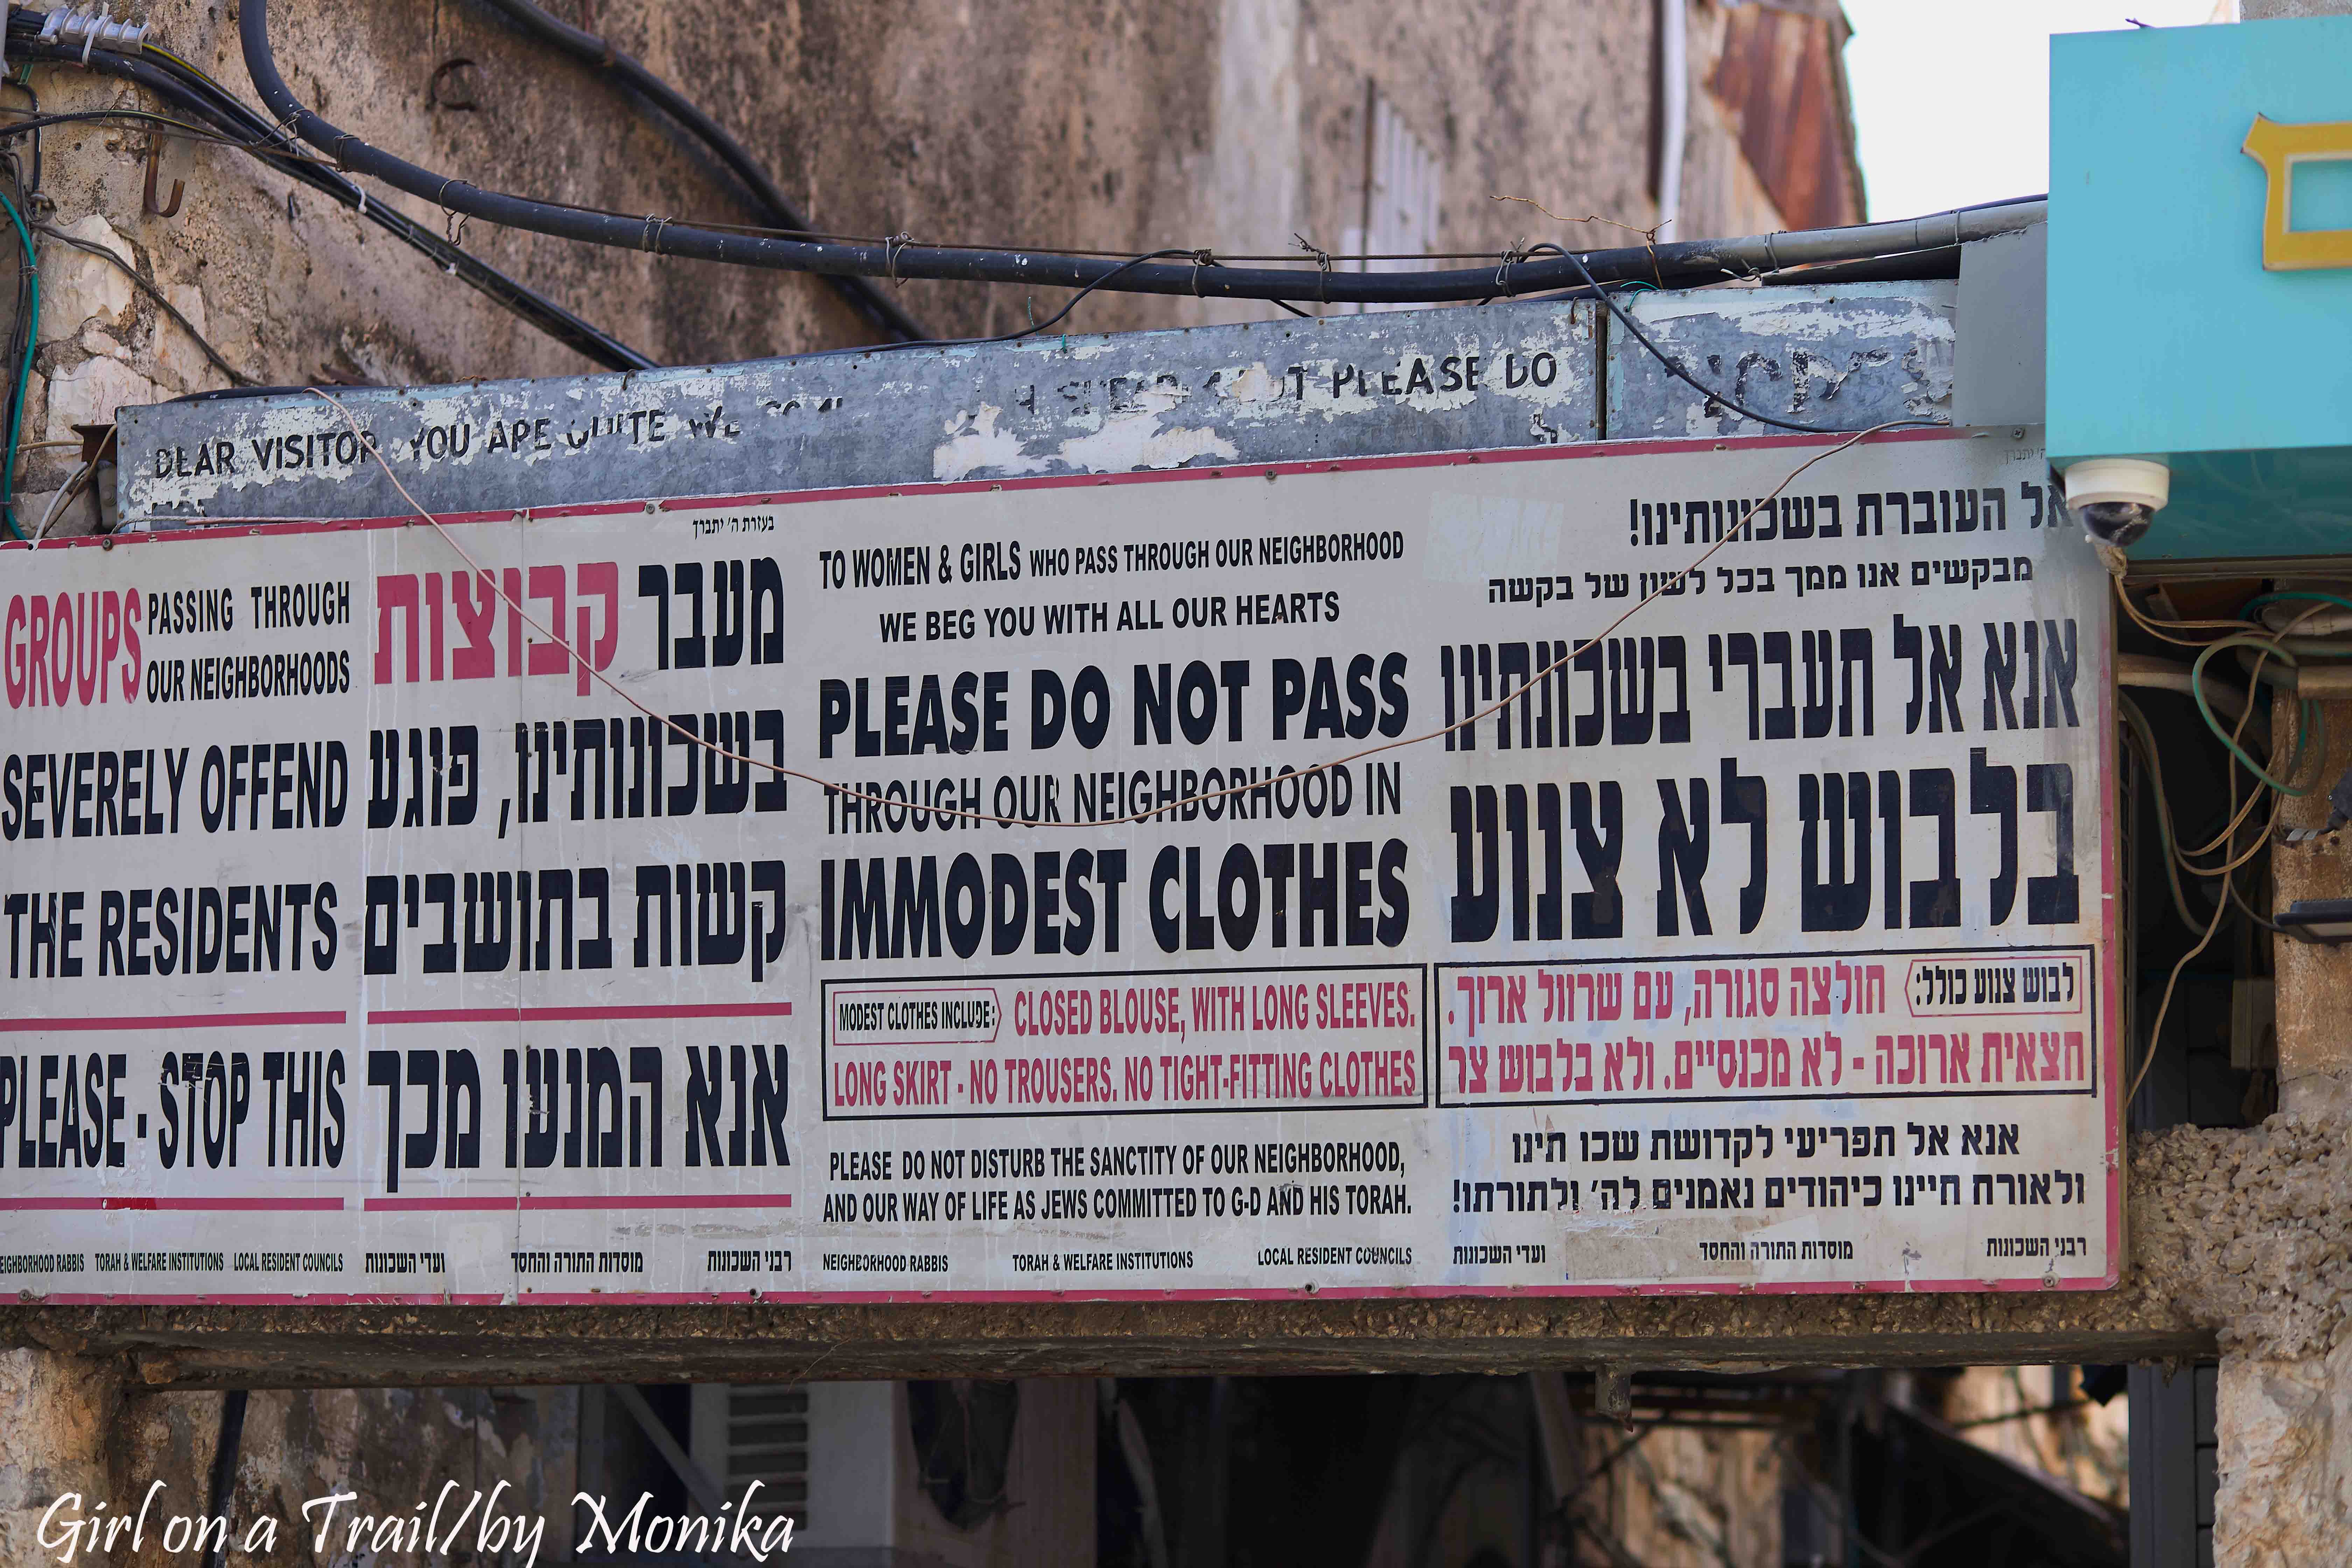 DEAR VISITOR YOU ARE QUITE PLEASE DO
GROUPS PASSING THROUGH
OUR NEIGHBORHOODS
SEVERELY OFFEND
THE RESIDENTS
PLEASE - STOP THIS
NEIGHBORHOOD RABBIS TORAH & WELFARE INSTITUTIONS LOCAL RESIDENT COUNCILS
בעזרת ה' יתברך
מעבר קבוצות
בשכונותינו, פוגע
קשות בתושבים
אנא המנעו מכך
רבני השכונות מוסדות התורה והחסד ועדי השכונות
TO WOMEN & GIRLS WHO PASS THROUGH OUR NEIGHBORHOOD
WE BEG YOU WITH ALL OUR HEARTS
PLEASE DO NOT PASS
THROUGH OUR NEIGHBORHOOD IN
IMMODEST CLOTHES
MODEST CLOTHES INCLUDE: CLOSED BLOUSE, WITH LONG SLEEVES.
LONG SKIRT - NO TROUSERS. NO TIGHT-FITTING CLOTHES
PLEASE DO NOT DISTURB THE SANCTITY OF OUR NEIGHBORHOOD,
AND OUR WAY OF LIFE AS JEWS COMMITTED TO G-D AND HIS TORAH.
NEIGHBORHOOD RABBIS TORAH & WELFARE INSTITUTIONS LOCAL RESIDENT COUNCILS
ה' יתברך
אל העוברת בשכונותינו!
מבקשים אנו ממך בכל לשון של בקשה
אנא אל תעברי בשכונותינו
בלבוש לא צנוע
לבוש צנוע כולל: חולצה סגורה, עם שרוול ארוך.
חצאית ארוכה - לא מכנסיים. ולא בלבוש צר
אנא אל תפריעי לקדושת שכו תינו
ולאורח חיינו כיהודים נאמנים לה' ולתורתו!
רבני השכונות מוסדות התורה והחסד ועדי השכונות
Girl on a Trail/by Monika